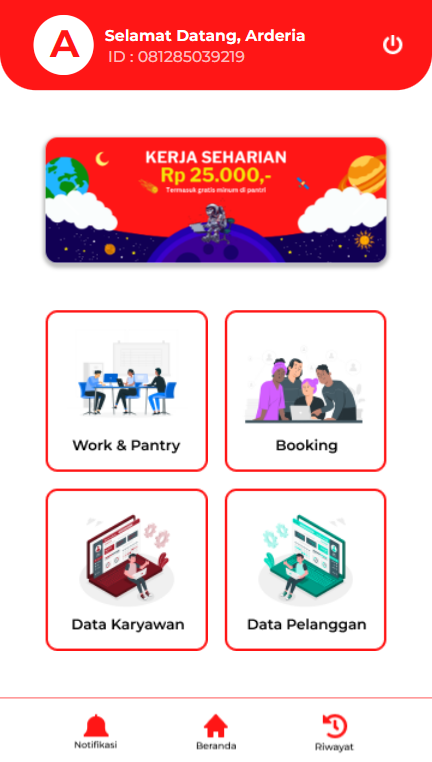 A
Selamat Datang, Arderia
ID : 081285039219
KERJA SEHARIAN
Rp 25.000,-
Termasuk gratis minum di pantri
Work & Pantry
Booking
Data Karyawan
Data Pelanggan
Notifikasi
Beranda
Riwayat